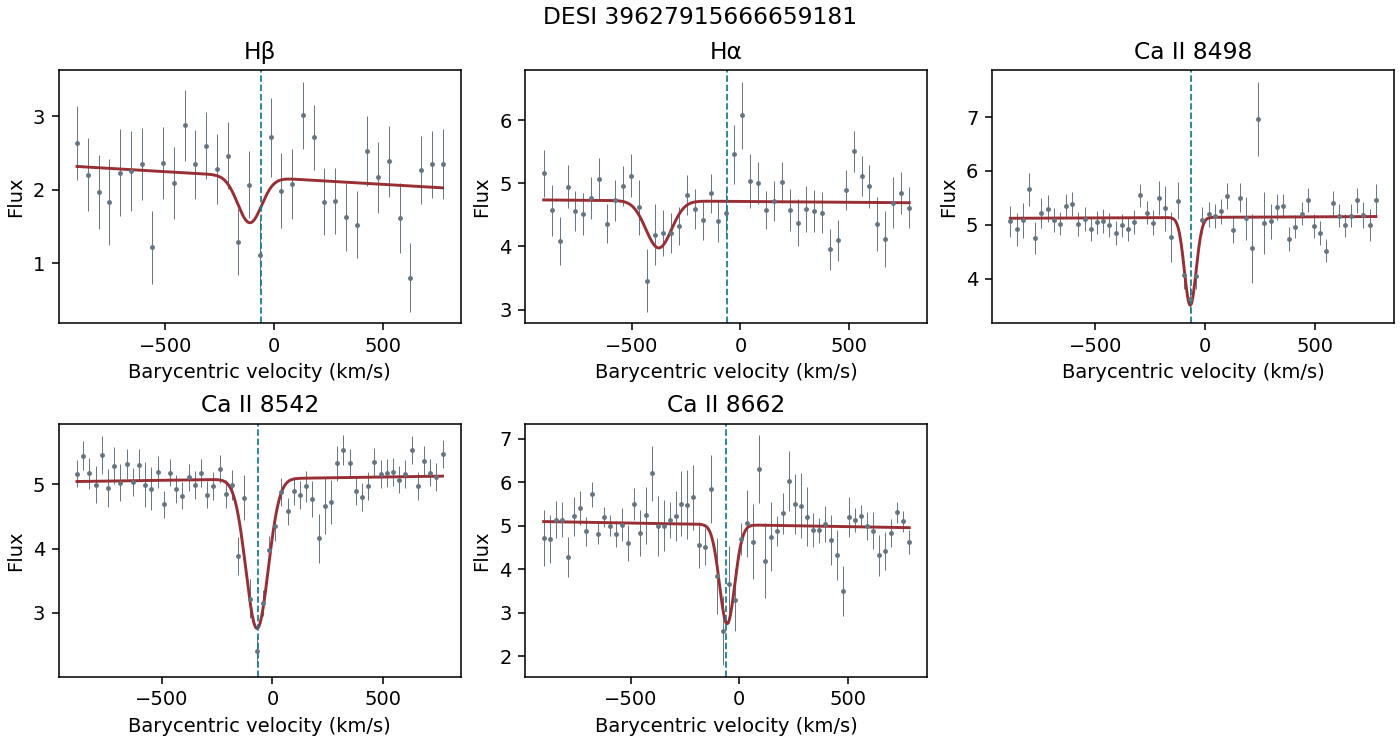 DESI 39627915666659181
Hβ
Hα
Ca II 8498
3
2
1
Flux
−500
0
500
Barycentric velocity (km/s)
6
5
4
3
Flux
−500
0
500
Barycentric velocity (km/s)
7
6
5
4
Flux
−500
0
500
Barycentric velocity (km/s)
Ca II 8542
Ca II 8662
5
4
3
Flux
−500
0
500
Barycentric velocity (km/s)
7
6
5
4
3
2
Flux
−500
0
500
Barycentric velocity (km/s)